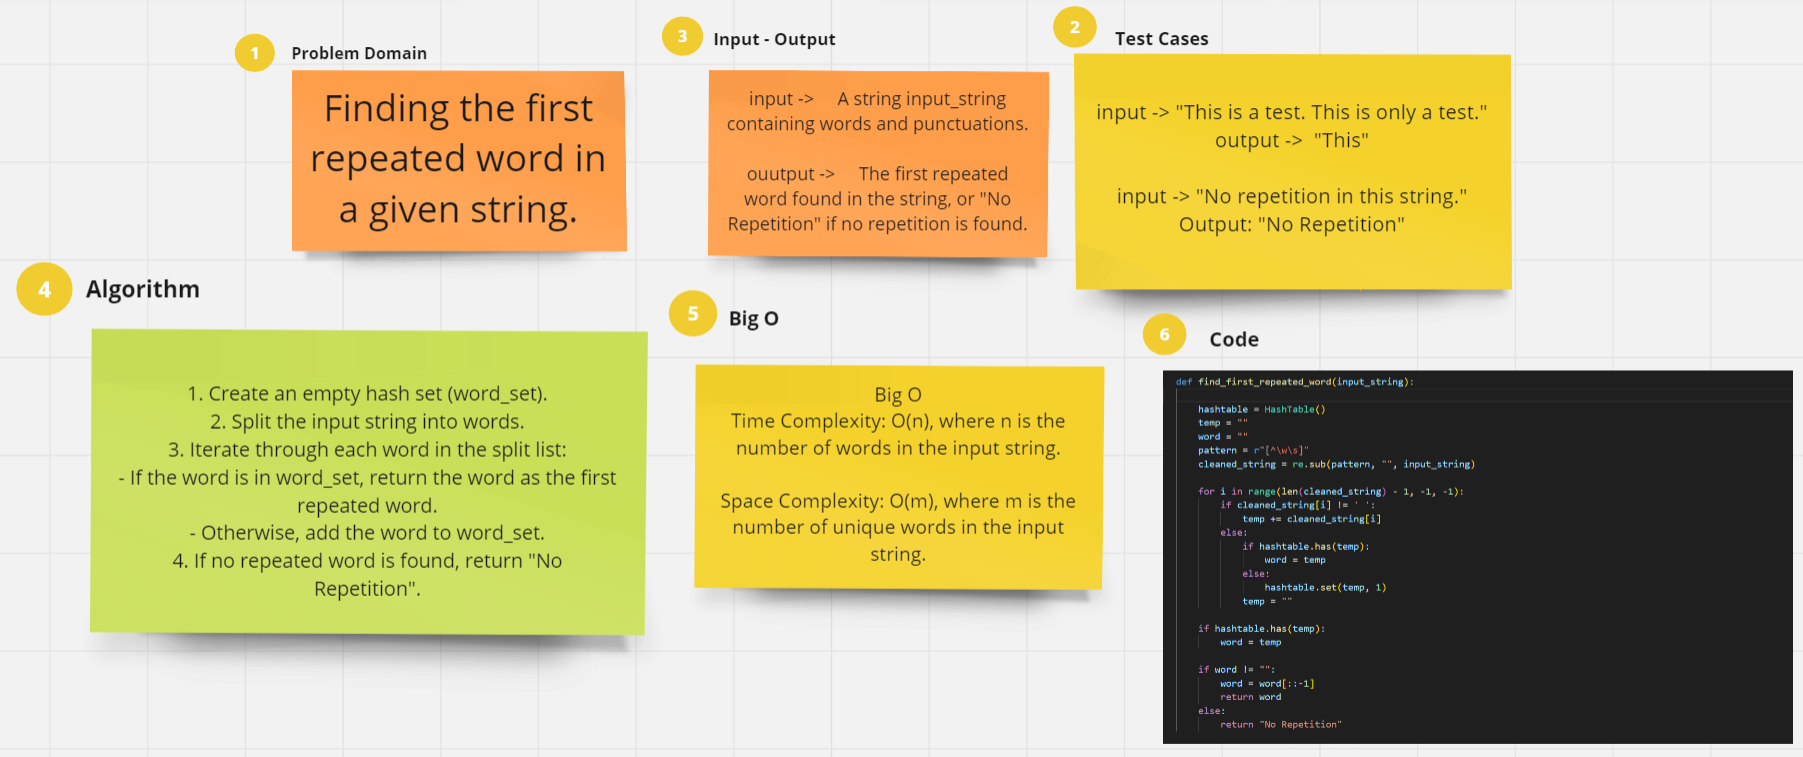 1
Problem Domain
Finding the first
repeated word in
a given string.
3
Input - Output
input -> A string input_string
containing words and punctuations.
ouutput -> The first repeated
word found in the string, or "No
Repetition" if no repetition is found.
2
Test Cases
input -> "This is a test. This is only a test."
output -> "This"
input -> "No repetition in this string."
Output: "No Repetition"
4
Algorithm
1. Create an empty hash set (word_set).
2. Split the input string into words.
3. Iterate through each word in the split list:
- If the word is in word_set, return the word as the first
repeated word.
- Otherwise, add the word to word_set.
4. If no repeated word is found, return "No
Repetition".
5
Big O
Big O
Time Complexity: O(n), where n is the
number of words in the input string.
Space Complexity: O(m), where m is the
number of unique words in the input
string.
6
Code
def find_first_repeated_word(input_string):
hashtable = HashTable()
temp = ""
word = ""
pattern = r"[^\w\s]"
cleaned_string = re.sub(pattern, "", input_string)
for i in range(len(cleaned_string) - 1, -1, -1):
if cleaned_string[i] != ' ':
temp += cleaned_string[i]
else:
if hashtable.has(temp):
word = temp
else:
hashtable.set(temp, 1)
temp = ""
if hashtable.has(temp):
word = temp
if word != "":
word = word[::-1]
return word
else:
return "No Repetition"